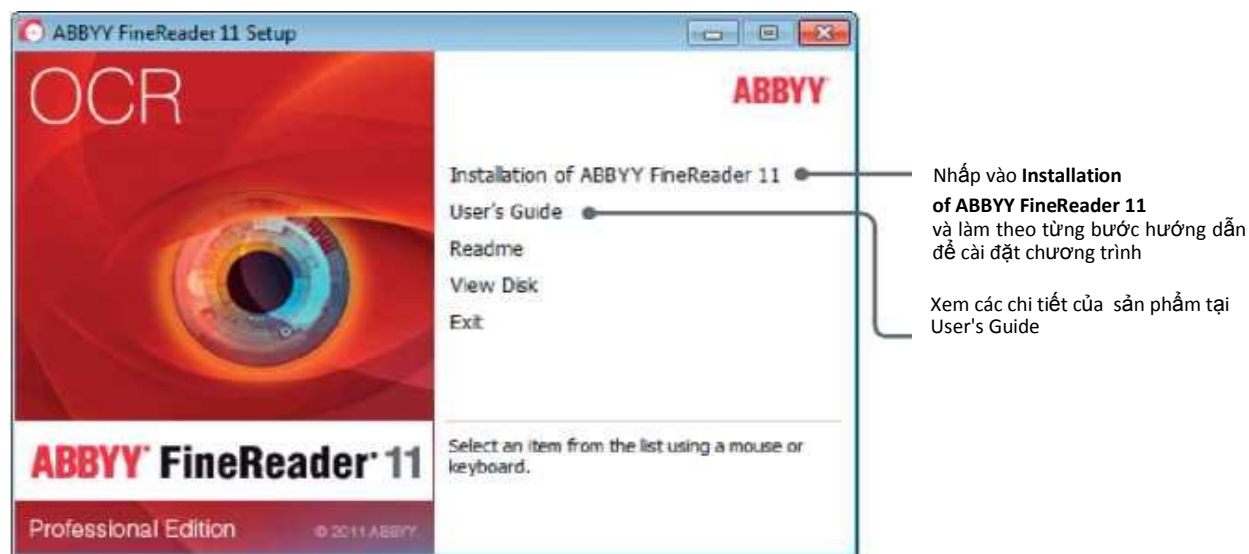 ABBYY FineReader 11 Setup
OCR
ABBYY
Installation of ABBYY FineReader 11
User's Guide
Readme
View Disk
Exit
Select an item from the list using a mouse or
keyboard.
ABBYY FineReader 11
Professional Edition
© 2011 ABBYY.
Nhấp vào Installation
of ABBYY FineReader 11
và làm theo từng bước hướng dẫn
để cài đặt chương trình
Xem các chi tiết của sản phẩm tại
User's Guide